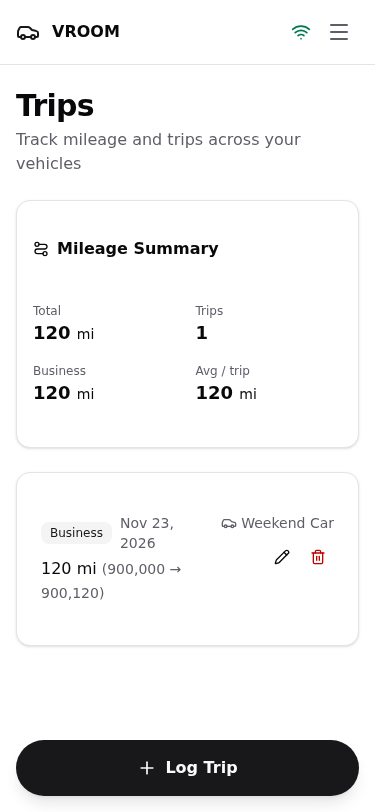 VROOM
Trips
Track mileage and trips across your
vehicles
Mileage Summary
Total
120 mi
Trips
1
Business
120 mi
Avg / trip
120 mi
Business
Nov 23,
2026
120 mi (900,000 →
900,120)
Weekend Car
Log Trip